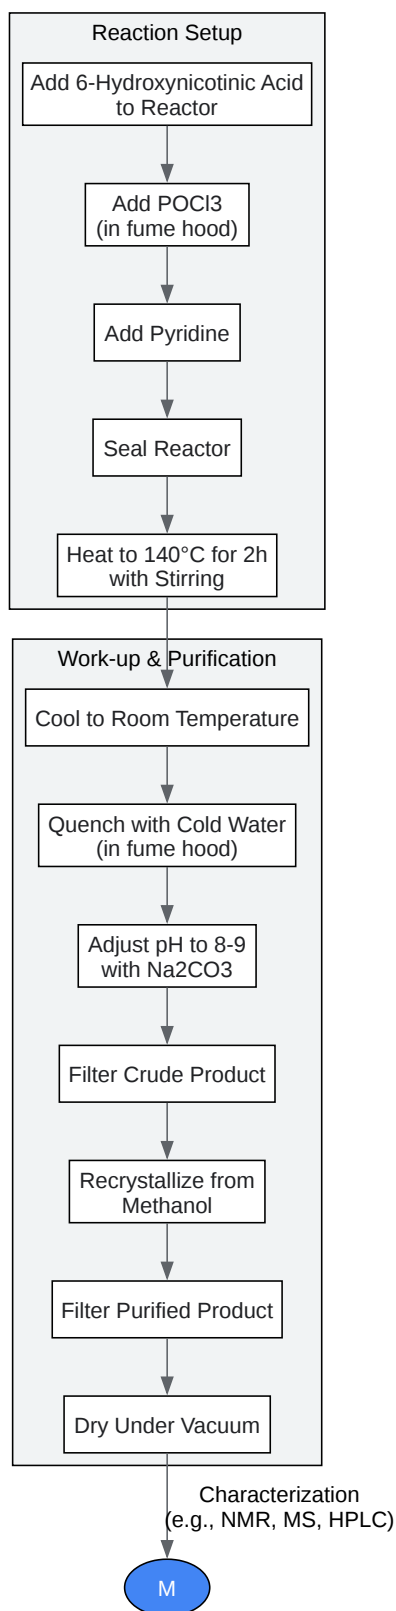 Reaction Setup
Add 6-Hydroxynicotinic Acid
to Reactor
Add POCl3
(in fume hood)
Add Pyridine
Seal Reactor
Heat to 140°C for 2h
with Stirring
Work-up & Purification
Cool to Room Temperature
Quench with Cold Water
(in fume hood)
Adjust pH to 8-9
with Na2CO3
Filter Crude Product
Recrystallize from
Methanol
Filter Purified Product
Dry Under Vacuum
Characterization
(e.g., NMR, MS, HPLC)
M